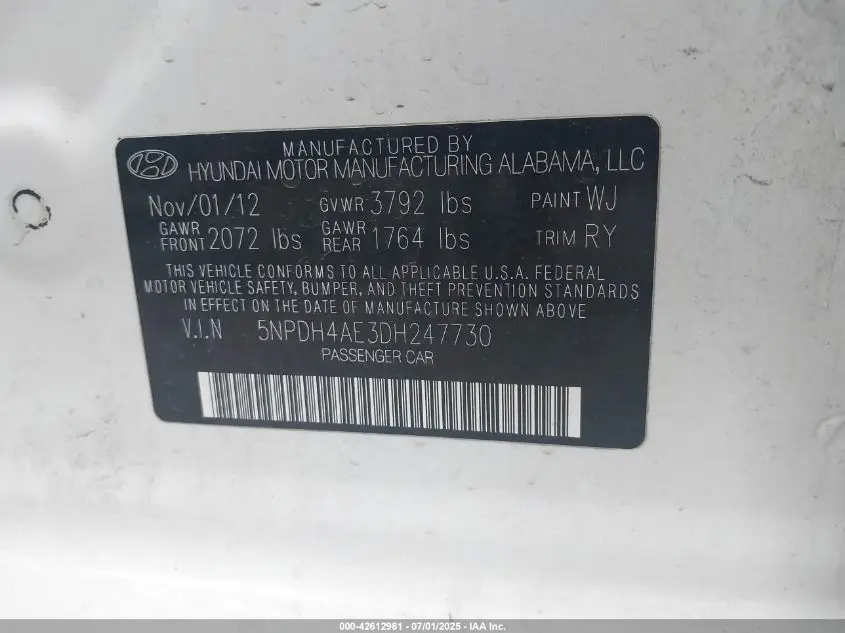 MANUFACTURED BY
HYUNDAI MOTOR MANUFACTURING ALABAMA, LLC
Nov/01/12 GVWR 3792 lbs PAINT WJ
GAWR FRONT 2072 lbs GAWR REAR 1764 lbs TRIM RY
THIS VEHICLE CONFORMS TO ALL APPLICABLE U.S.A. FEDERAL
MOTOR VEHICLE SAFETY, BUMPER, AND THEFT PREVENTION STANDARDS
IN EFFECT ON THE DATE OF MANUFACTURE SHOWN ABOVE
V.I.N 5NPDH4AE3DH247730
PASSENGER CAR
000-42612961 - 07/01/2025 - IAA Inc.